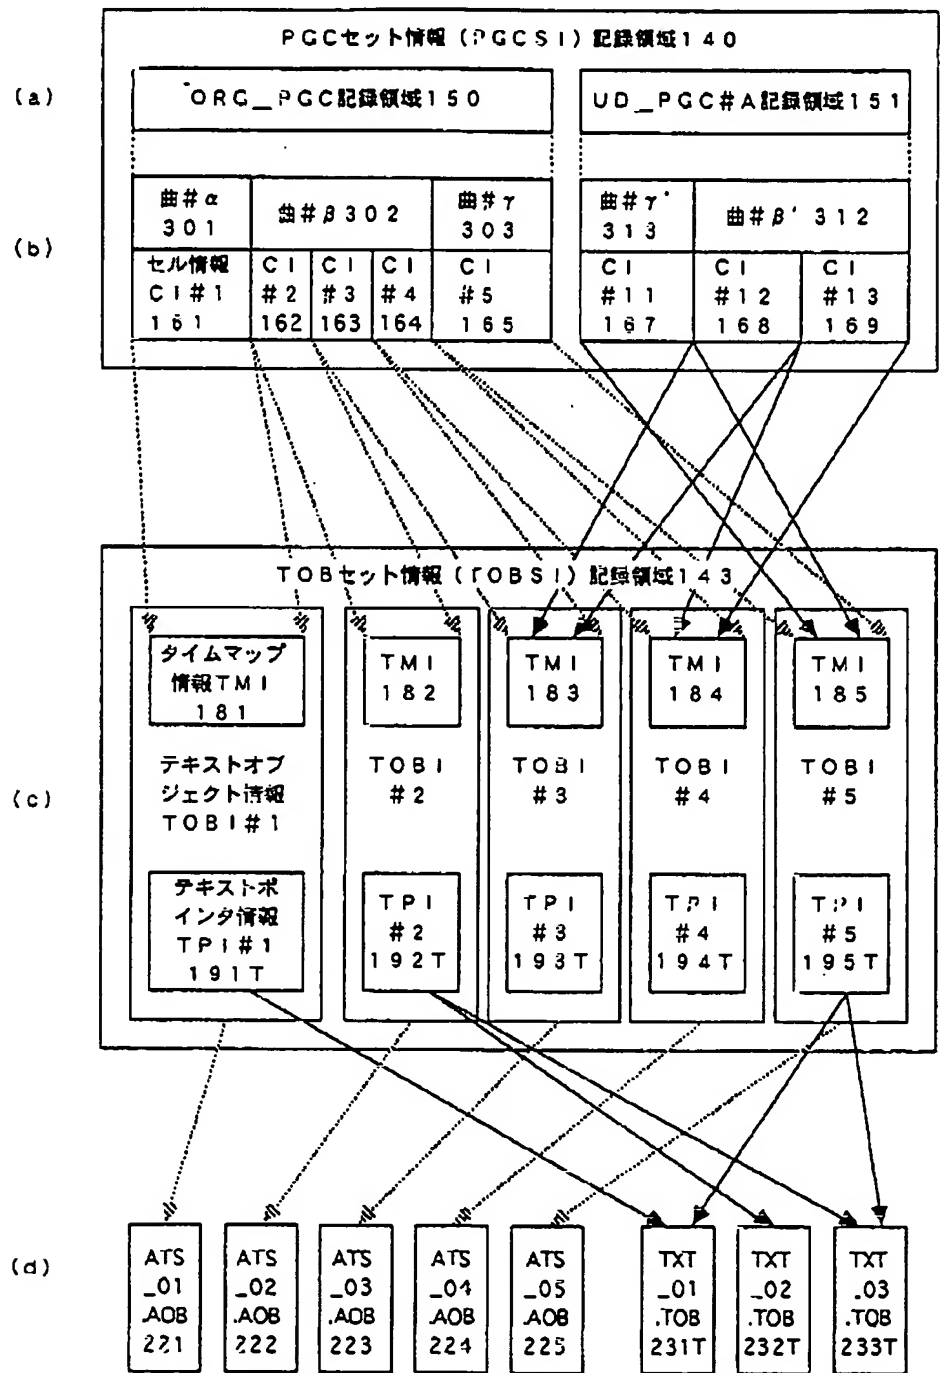 PGCセット情報(PGCSI)記録領域140
(a)
ORG_PGC記録領域150
UD_PGC#A記録領域151
(b)
曲#α
301
曲#β302
曲#γ
303
曲#γ'
313
曲#β' 312
セル情報
CI#1
161
CI
#2
162
CI
#3
163
CI
#4
164
CI
#5
165
CI
#11
167
CI
#12
168
CI
#13
169
TOBセット情報(TOBSI)記録領域143
(c)
タイムマップ
情報TMI
181
TMI
182
TMI
183
TMI
184
TMI
185
テキストオブ
ジェクト情報
TOBI#1
TOBI
#2
TOBI
#3
TOBI
#4
TOBI
#5
テキストポ
インタ情報
TPI#1
191T
TPI
#2
192T
TPI
#3
193T
TPI
#4
194T
TPI
#5
195T
(d)
ATS
_01
.AOB
221
ATS
_02
.AOB
222
ATS
_03
.AOB
223
ATS
_04
.AOB
224
ATS
_05
.AOB
225
TXT
_01
.TOB
231T
TXT
_02
.TOB
232T
TXT
_03
.TOB
233T